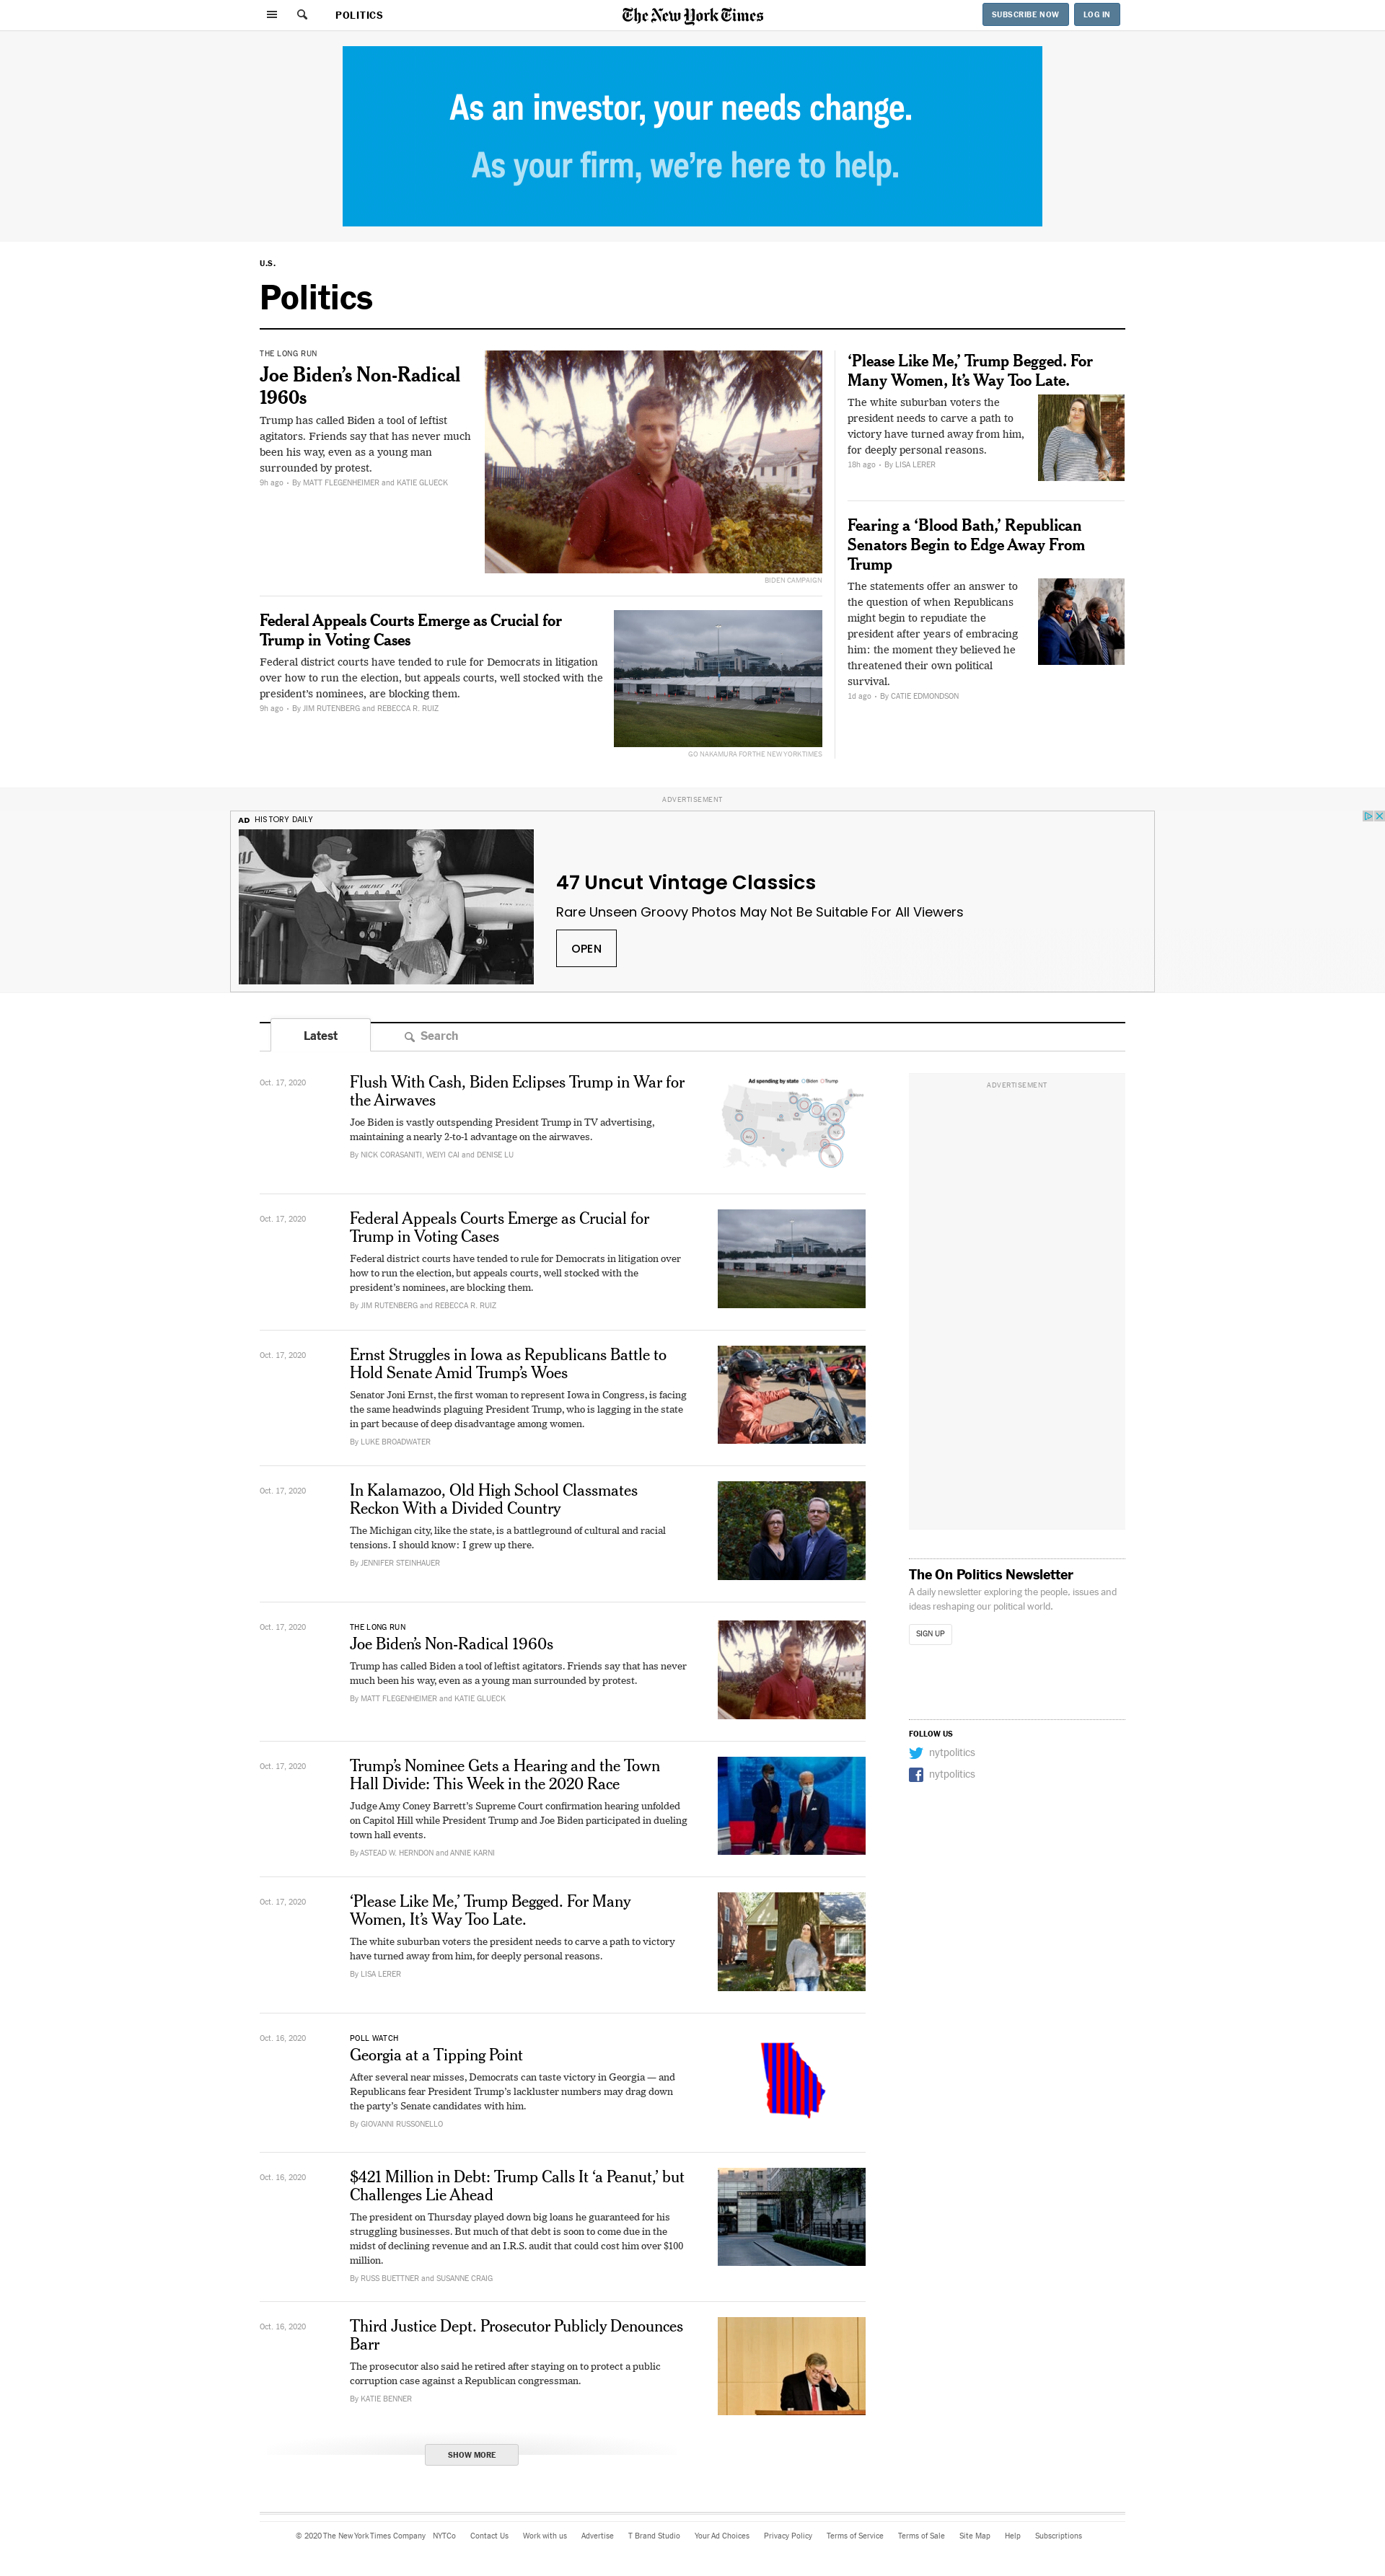 POLITICS
The New York Times
SUBSCRIBE NOW
LOG IN
As an investor, your needs change.
As your firm, we're here to help.
U.S.
Politics
THE LONG RUN
Joe Biden's Non-Radical
1960s
Trump has called Biden a tool of leftist
agitators. Friends say that has never much
been his way, even as a young man
surrounded by protest.
9h ago • By MATT FLEGENHEIMER and KATIE GLUECK
BIDEN CAMPAIGN
Federal Appeals Courts Emerge as Crucial for
Trump in Voting Cases
Federal district courts have tended to rule for Democrats in litigation
over how to run the election, but appeals courts, well stocked with the
president's nominees, are blocking them.
9h ago • By JIM RUTENBERG and REBECCA R. RUIZ
GO NAKAMURA FOR THE NEW YORK TIMES
‘Please Like Me,’ Trump Begged. For
Many Women, It’s Way Too Late.
The white suburban voters the
president needs to carve a path to
victory have turned away from him,
for deeply personal reasons.
18h ago • By LISA LERER
Fearing a ‘Blood Bath,’ Republican
Senators Begin to Edge Away From
Trump
The statements offer an answer to
the question of when Republicans
might begin to repudiate the
president after years of embracing
him: the moment they believed he
threatened their own political
survival.
1d ago • By CATIE EDMONDSON
ADVERTISEMENT
AD HISTORY DAILY
47 Uncut Vintage Classics
Rare Unseen Groovy Photos May Not Be Suitable For All Viewers
OPEN
Latest
Search
Oct. 17, 2020
Flush With Cash, Biden Eclipses Trump in War for
the Airwaves
Joe Biden is vastly outspending President Trump in TV advertising,
maintaining a nearly 2-to-1 advantage on the airwaves.
By NICK CORASANITI, WEIYI CAI and DENISE LU
Ad spending by state Biden Trump
Oct. 17, 2020
Federal Appeals Courts Emerge as Crucial for
Trump in Voting Cases
Federal district courts have tended to rule for Democrats in litigation over
how to run the election, but appeals courts, well stocked with the
president’s nominees, are blocking them.
By JIM RUTENBERG and REBECCA R. RUIZ
Oct. 17, 2020
Ernst Struggles in Iowa as Republicans Battle to
Hold Senate Amid Trump’s Woes
Senator Joni Ernst, the first woman to represent Iowa in Congress, is facing
the same headwinds plaguing President Trump, who is lagging in the state
in part because of deep disadvantage among women.
By LUKE BROADWATER
Oct. 17, 2020
In Kalamazoo, Old High School Classmates
Reckon With a Divided Country
The Michigan city, like the state, is a battleground of cultural and racial
tensions. I should know: I grew up there.
By JENNIFER STEINHAUER
Oct. 17, 2020
THE LONG RUN
Joe Biden’s Non-Radical 1960s
Trump has called Biden a tool of leftist agitators. Friends say that has never
much been his way, even as a young man surrounded by protest.
By MATT FLEGENHEIMER and KATIE GLUECK
Oct. 17, 2020
Trump’s Nominee Gets a Hearing and the Town
Hall Divide: This Week in the 2020 Race
Judge Amy Coney Barrett’s Supreme Court confirmation hearing unfolded
on Capitol Hill while President Trump and Joe Biden participated in dueling
town hall events.
By ASTEAD W. HERNDON and ANNIE KARNI
Oct. 17, 2020
‘Please Like Me,’ Trump Begged. For Many
Women, It’s Way Too Late.
The white suburban voters the president needs to carve a path to victory
have turned away from him, for deeply personal reasons.
By LISA LERER
Oct. 16, 2020
POLL WATCH
Georgia at a Tipping Point
After several near misses, Democrats can taste victory in Georgia — and
Republicans fear President Trump’s lackluster numbers may drag down
the party’s Senate candidates with him.
By GIOVANNI RUSSONELLO
Oct. 16, 2020
$421 Million in Debt: Trump Calls It ‘a Peanut,’ but
Challenges Lie Ahead
The president on Thursday played down big loans he guaranteed for his
struggling businesses. But much of that debt is soon to come due in the
midst of declining revenue and an I.R.S. audit that could cost him over $100
million.
By RUSS BUETTNER and SUSANNE CRAIG
Oct. 16, 2020
Third Justice Dept. Prosecutor Publicly Denounces
Barr
The prosecutor also said he retired after staying on to protect a public
corruption case against a Republican congressman.
By KATIE BENNER
SHOW MORE
ADVERTISEMENT
The On Politics Newsletter
A daily newsletter exploring the people, issues and
ideas reshaping our political world.
SIGN UP
FOLLOW US
nytpolitics
nytpolitics
© 2020 The New York Times Company NYTCo Contact Us Work with us Advertise T Brand Studio Your Ad Choices Privacy Policy Terms of Service Terms of Sale Site Map Help Subscriptions